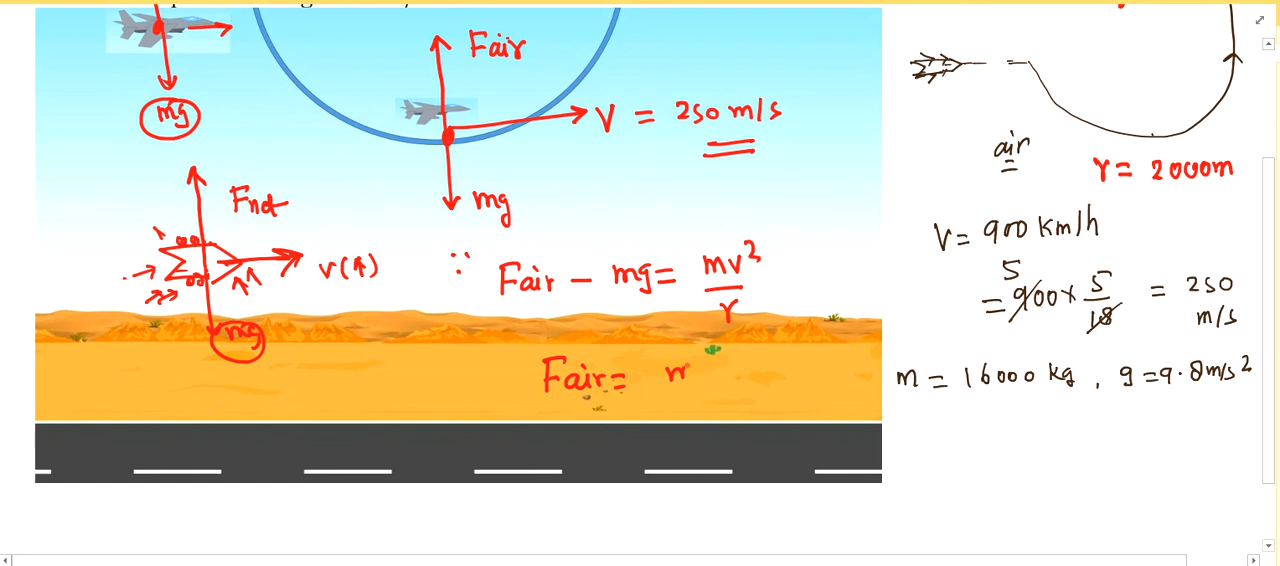 mg
Fair
V = 250 m/s
mg
Fnet
v(↑)
mg
∵ Fair - mg = mv²/r
Fair =
air
r = 2000m
V = 900 km/h
5
= 900 × 5/18 = 250 m/s
m = 16000 kg, g = 9.8 m/s²